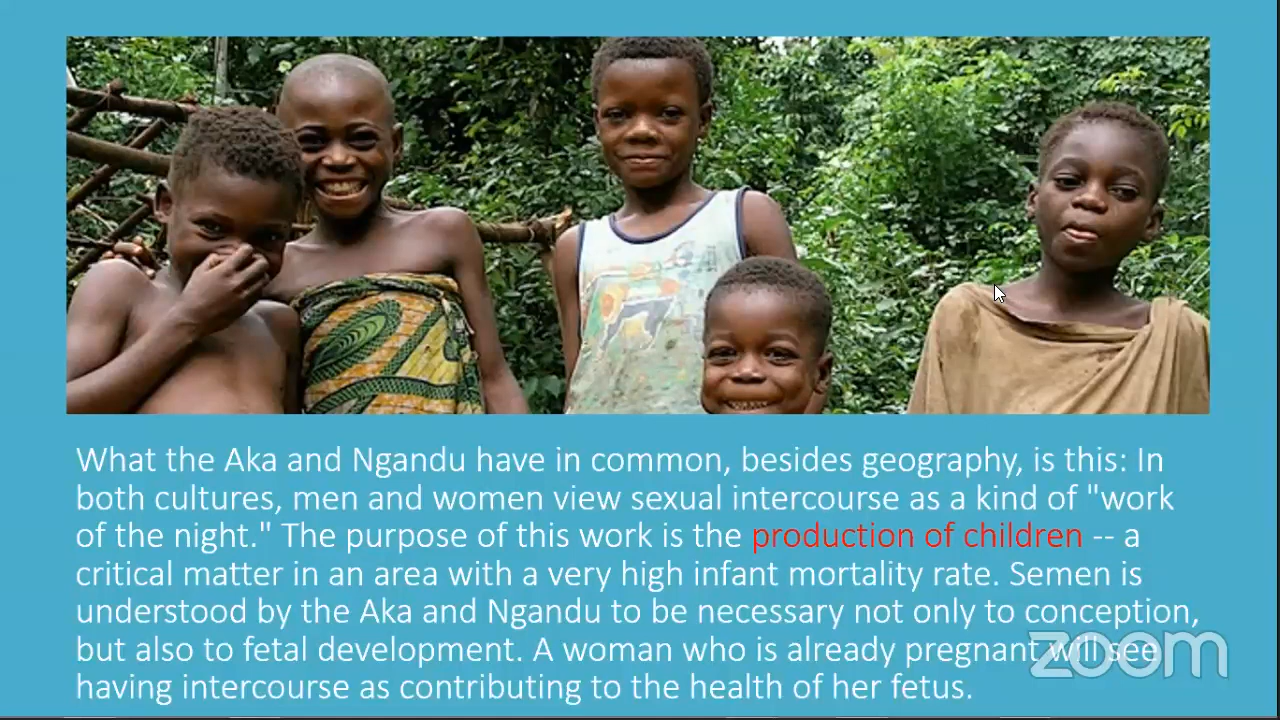 What the Aka and Ngandu have in common, besides geography, is this: In
both cultures, men and women view sexual intercourse as a kind of "work
of the night." The purpose of this work is the production of children -- a
critical matter in an area with a very high infant mortality rate. Semen is
understood by the Aka and Ngandu to be necessary not only to conception,
but also to fetal development. A woman who is already pregnant will see
having intercourse as contributing to the health of her fetus.
zoom